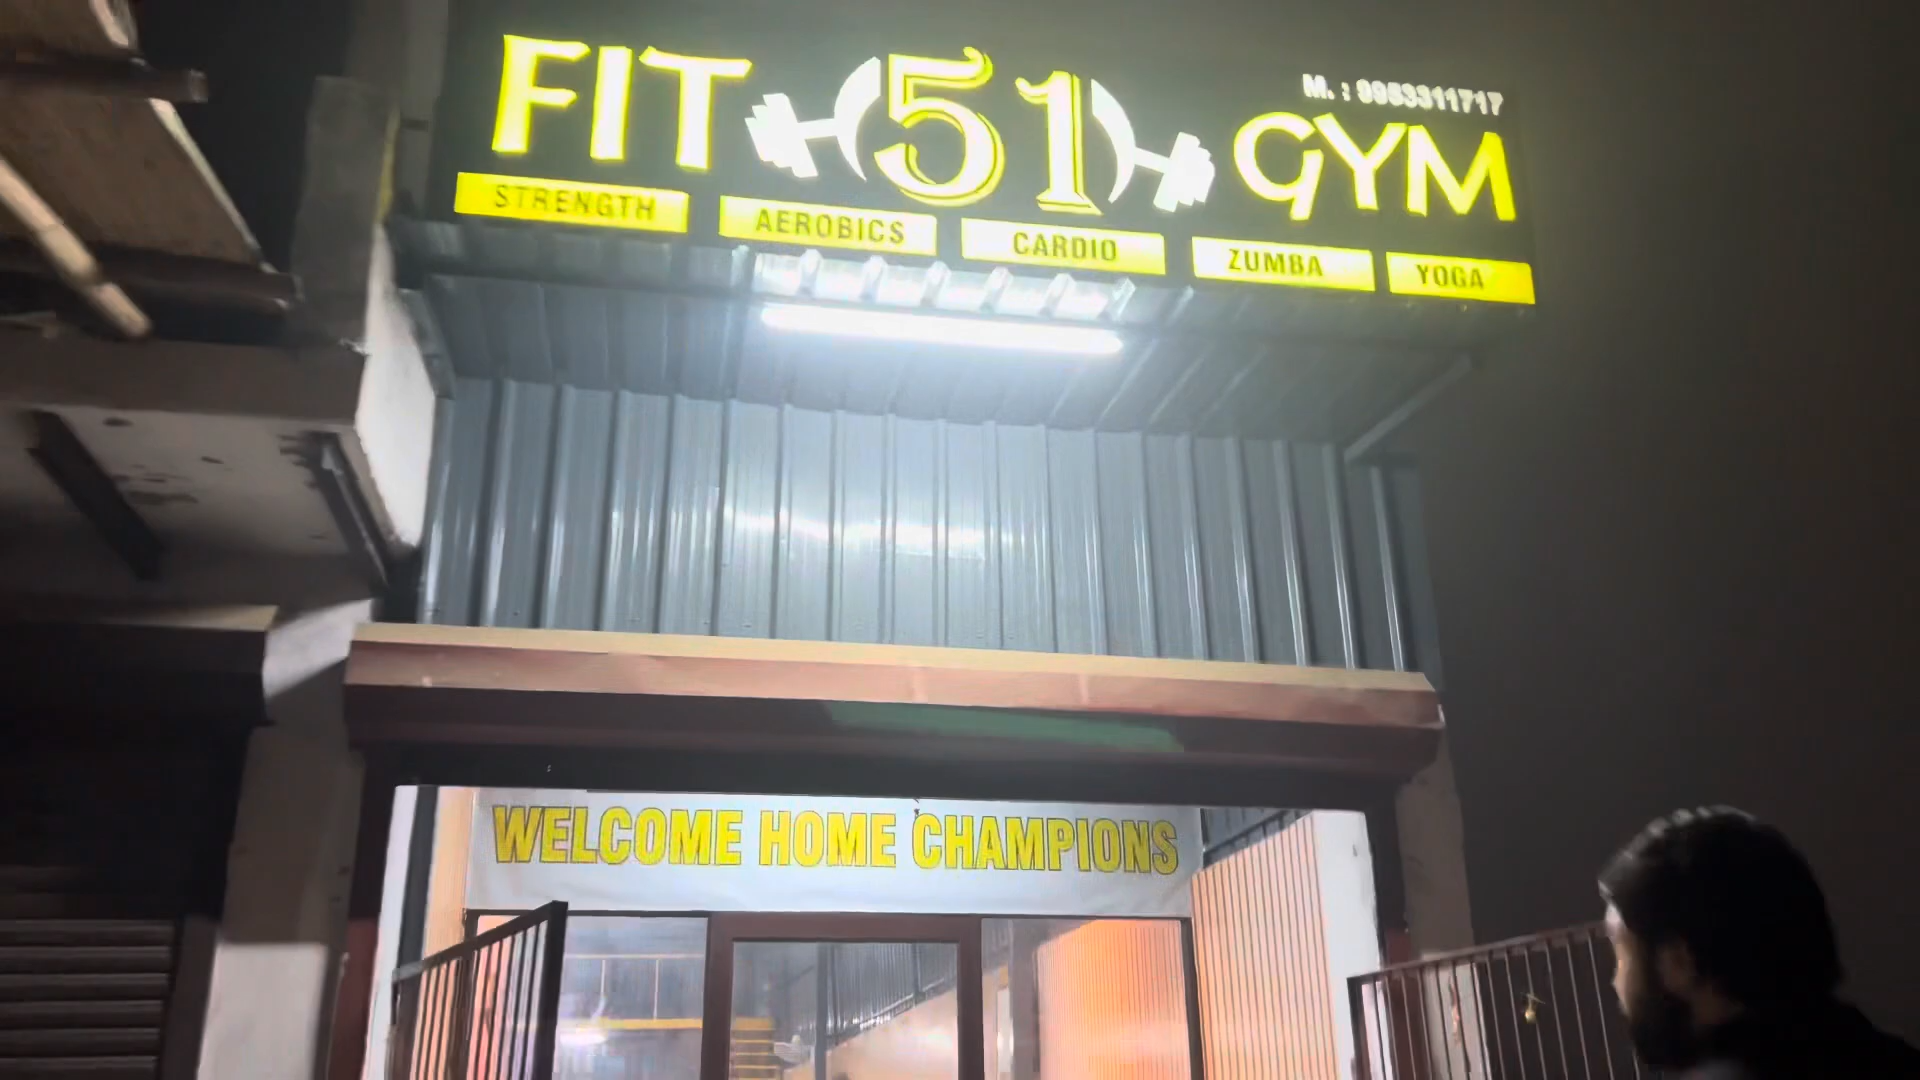 FIT 51 GYM
M. : 9953311717
STRENGTH
AEROBICS
CARDIO
ZUMBA
YOGA
WELCOME HOME CHAMPIONS